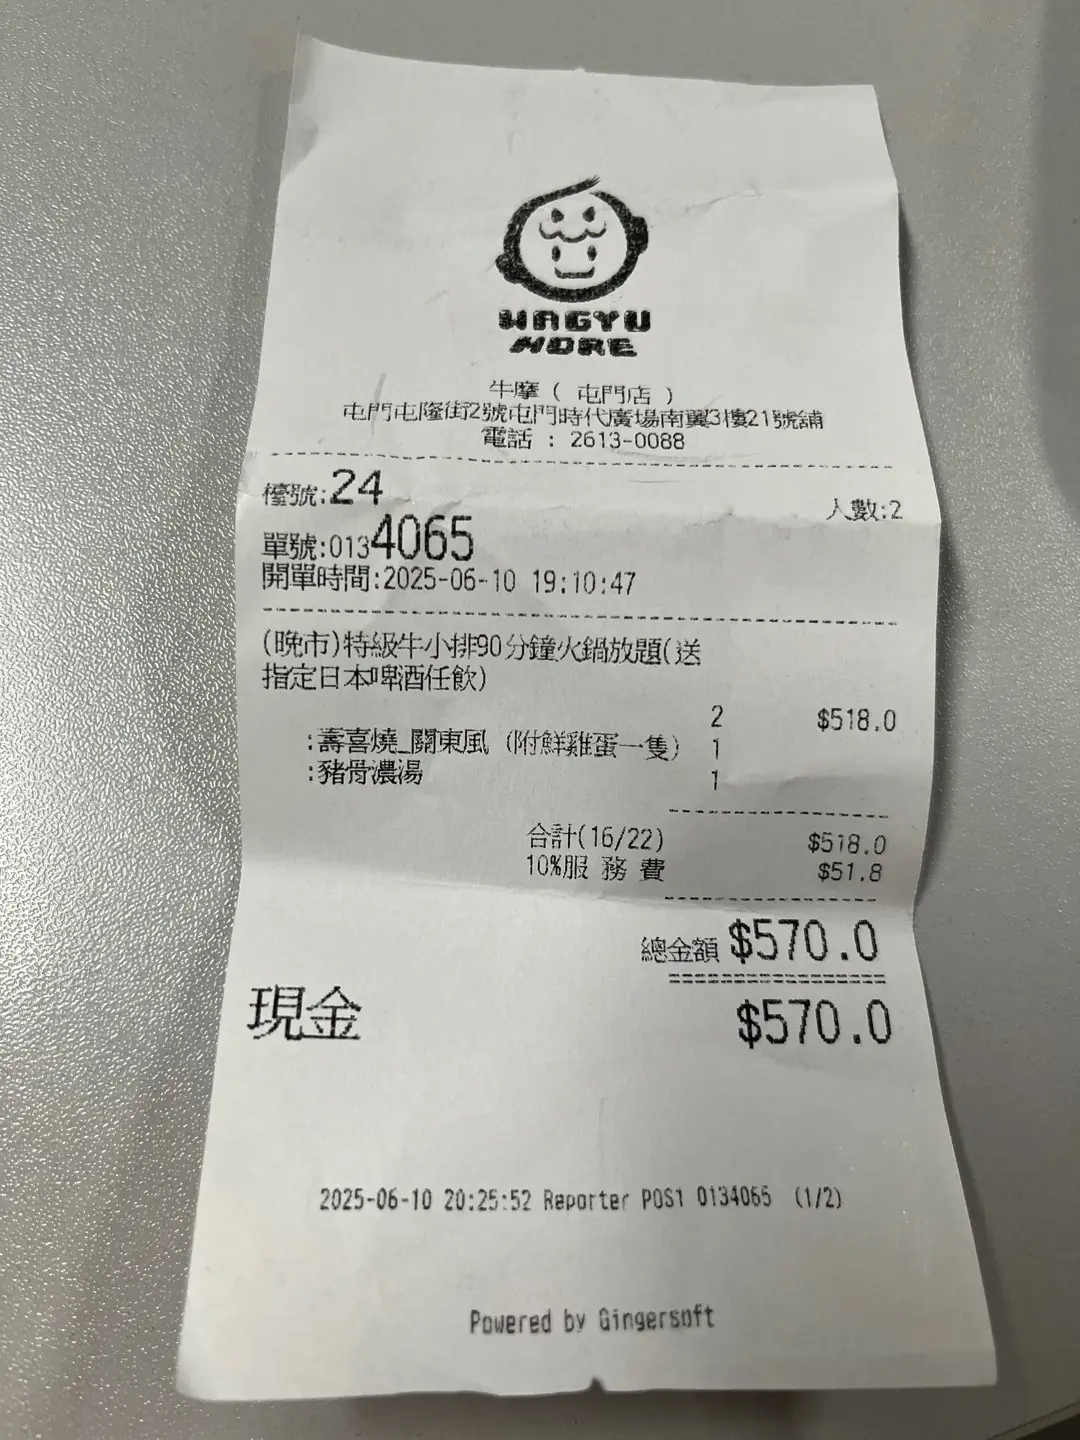 WAGYU
MORE
牛摩 ( 屯門店 )
屯門屯隆街2號屯門時代廣場南翼3樓21號舖
電話 : 2613-0088
檯號:24 人數:2
單號:0134065
開單時間:2025-06-10 19:10:47
(晚市)特級牛小排90分鐘火鍋放題(送
指定日本啤酒任飲)
2 $518.0
:壽喜燒_關東風 (附鮮雞蛋一隻) 1
:豬骨濃湯 1
合計(16/22) $518.0
10%服 務 費 $51.8
總金額 $570.0
現金 $570.0
2025-06-10 20:25:52 Reporter POS1 0134065 (1/2)
Powered by Gingersoft